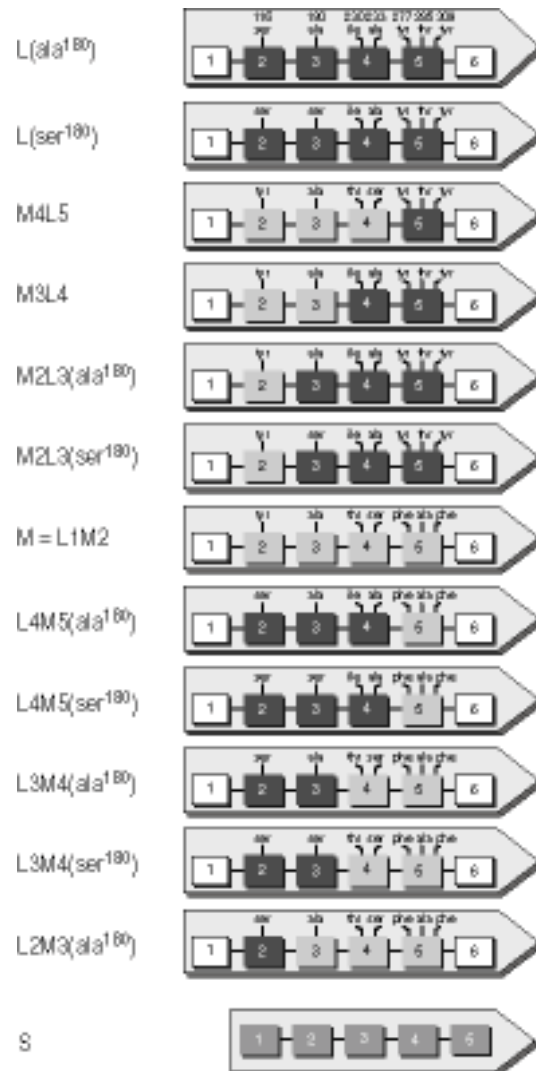 116 180 230 233 277 285 309
ser ala ile ala tyr thr tyr
L(ala180)
1 2 3 4 5 6
ser ser ile ala tyr thr tyr
L(ser180)
1 2 3 4 5 6
tyr ala thr ser tyr thr tyr
M4L5
1 2 3 4 5 6
tyr ala ile ala tyr thr tyr
M3L4
1 2 3 4 5 6
tyr ala ile ala tyr thr tyr
M2L3(ala180)
1 2 3 4 5 6
tyr ser ile ala tyr thr tyr
M2L3(ser180)
1 2 3 4 5 6
tyr ala thr ser phe ala phe
M = L1M2
1 2 3 4 5 6
ser ala ile ala phe ala phe
L4M5(ala180)
1 2 3 4 5 6
ser ser ile ala phe ala phe
L4M5(ser180)
1 2 3 4 5 6
ser ala thr ser phe ala phe
L3M4(ala180)
1 2 3 4 5 6
ser ser thr ser phe ala phe
L3M4(ser180)
1 2 3 4 5 6
ser ala thr ser phe ala phe
L2M3(ala180)
1 2 3 4 5 6
S
1 2 3 4 5